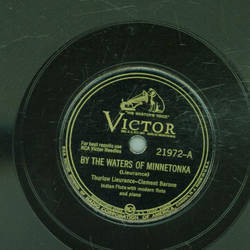 "HIS MASTER'S VOICE"
VICTOR
For best results use
RCA Victor Needles
21972-A
BY THE WATERS OF MINNETONKA
(Lieurance)
Thurlow Lieurance-Clement Barone
Indian Flute with modern flute
and piano